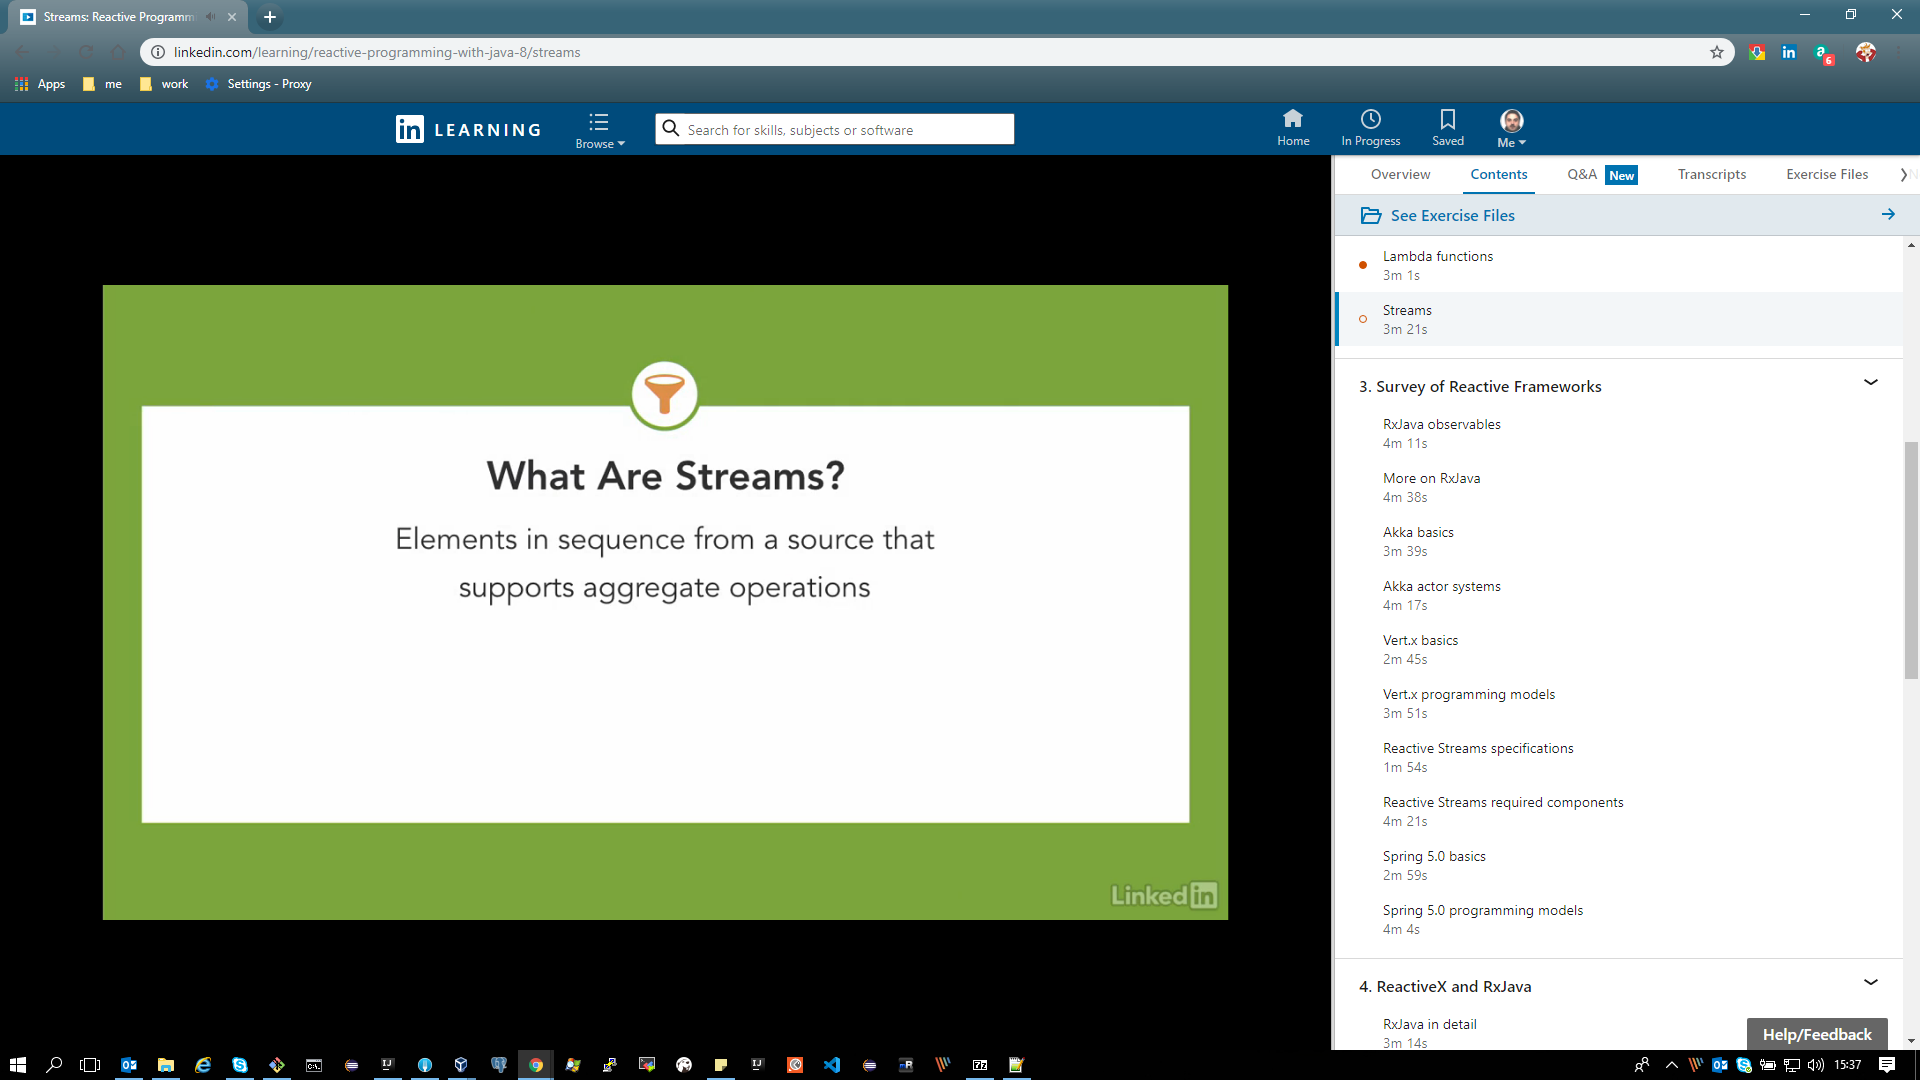 Streams: Reactive Programm
linkedin.com/learning/reactive-programming-with-java-8/streams
6
Apps
me
work
Settings - Proxy
in LEARNING
Browse
Search for skills, subjects or software
Home
In Progress
Saved
Me
Overview
Contents
Q&A New
Transcripts
Exercise Files
See Exercise Files
Lambda functions
3m 1s
Streams
3m 21s
3. Survey of Reactive Frameworks
RxJava observables
4m 11s
More on RxJava
4m 38s
Akka basics
3m 39s
Akka actor systems
4m 17s
Vert.x basics
2m 45s
Vert.x programming models
3m 51s
Reactive Streams specifications
1m 54s
Reactive Streams required components
4m 21s
Spring 5.0 basics
2m 59s
Spring 5.0 programming models
4m 4s
4. ReactiveX and RxJava
RxJava in detail
3m 14s
Help/Feedback
What Are Streams?
Elements in sequence from a source that
supports aggregate operations
Linked in
15:37